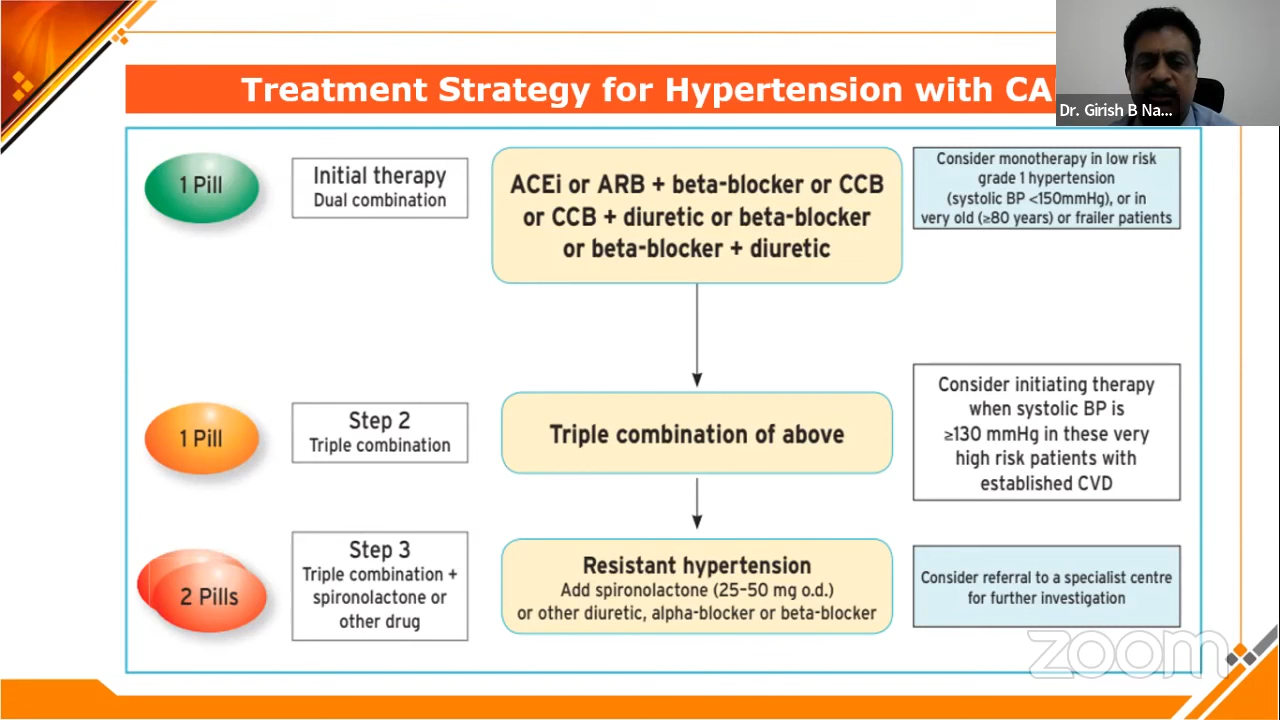 Treatment Strategy for Hypertension with
Dr. Girish B Na...
1 Pill
Initial therapy
Dual combination
ACEi or ARB + beta-blocker or CCB
or CCB + diuretic or beta-blocker
or beta-blocker + diuretic
Consider monotherapy in low risk
grade 1 hypertension
(systolic BP <150mmHg), or in
very old (≥80 years) or frailer patients
1 Pill
Step 2
Triple combination
Triple combination of above
Consider initiating therapy
when systolic BP is
≥130 mmHg in these very
high risk patients with
established CVD
2 Pills
Step 3
Triple combination +
spironolactone or
other drug
Resistant hypertension
Add spironolactone (25–50 mg o.d.)
or other diuretic, alpha-blocker or beta-blocker
Consider referral to a specialist centre
for further investigation
zoom